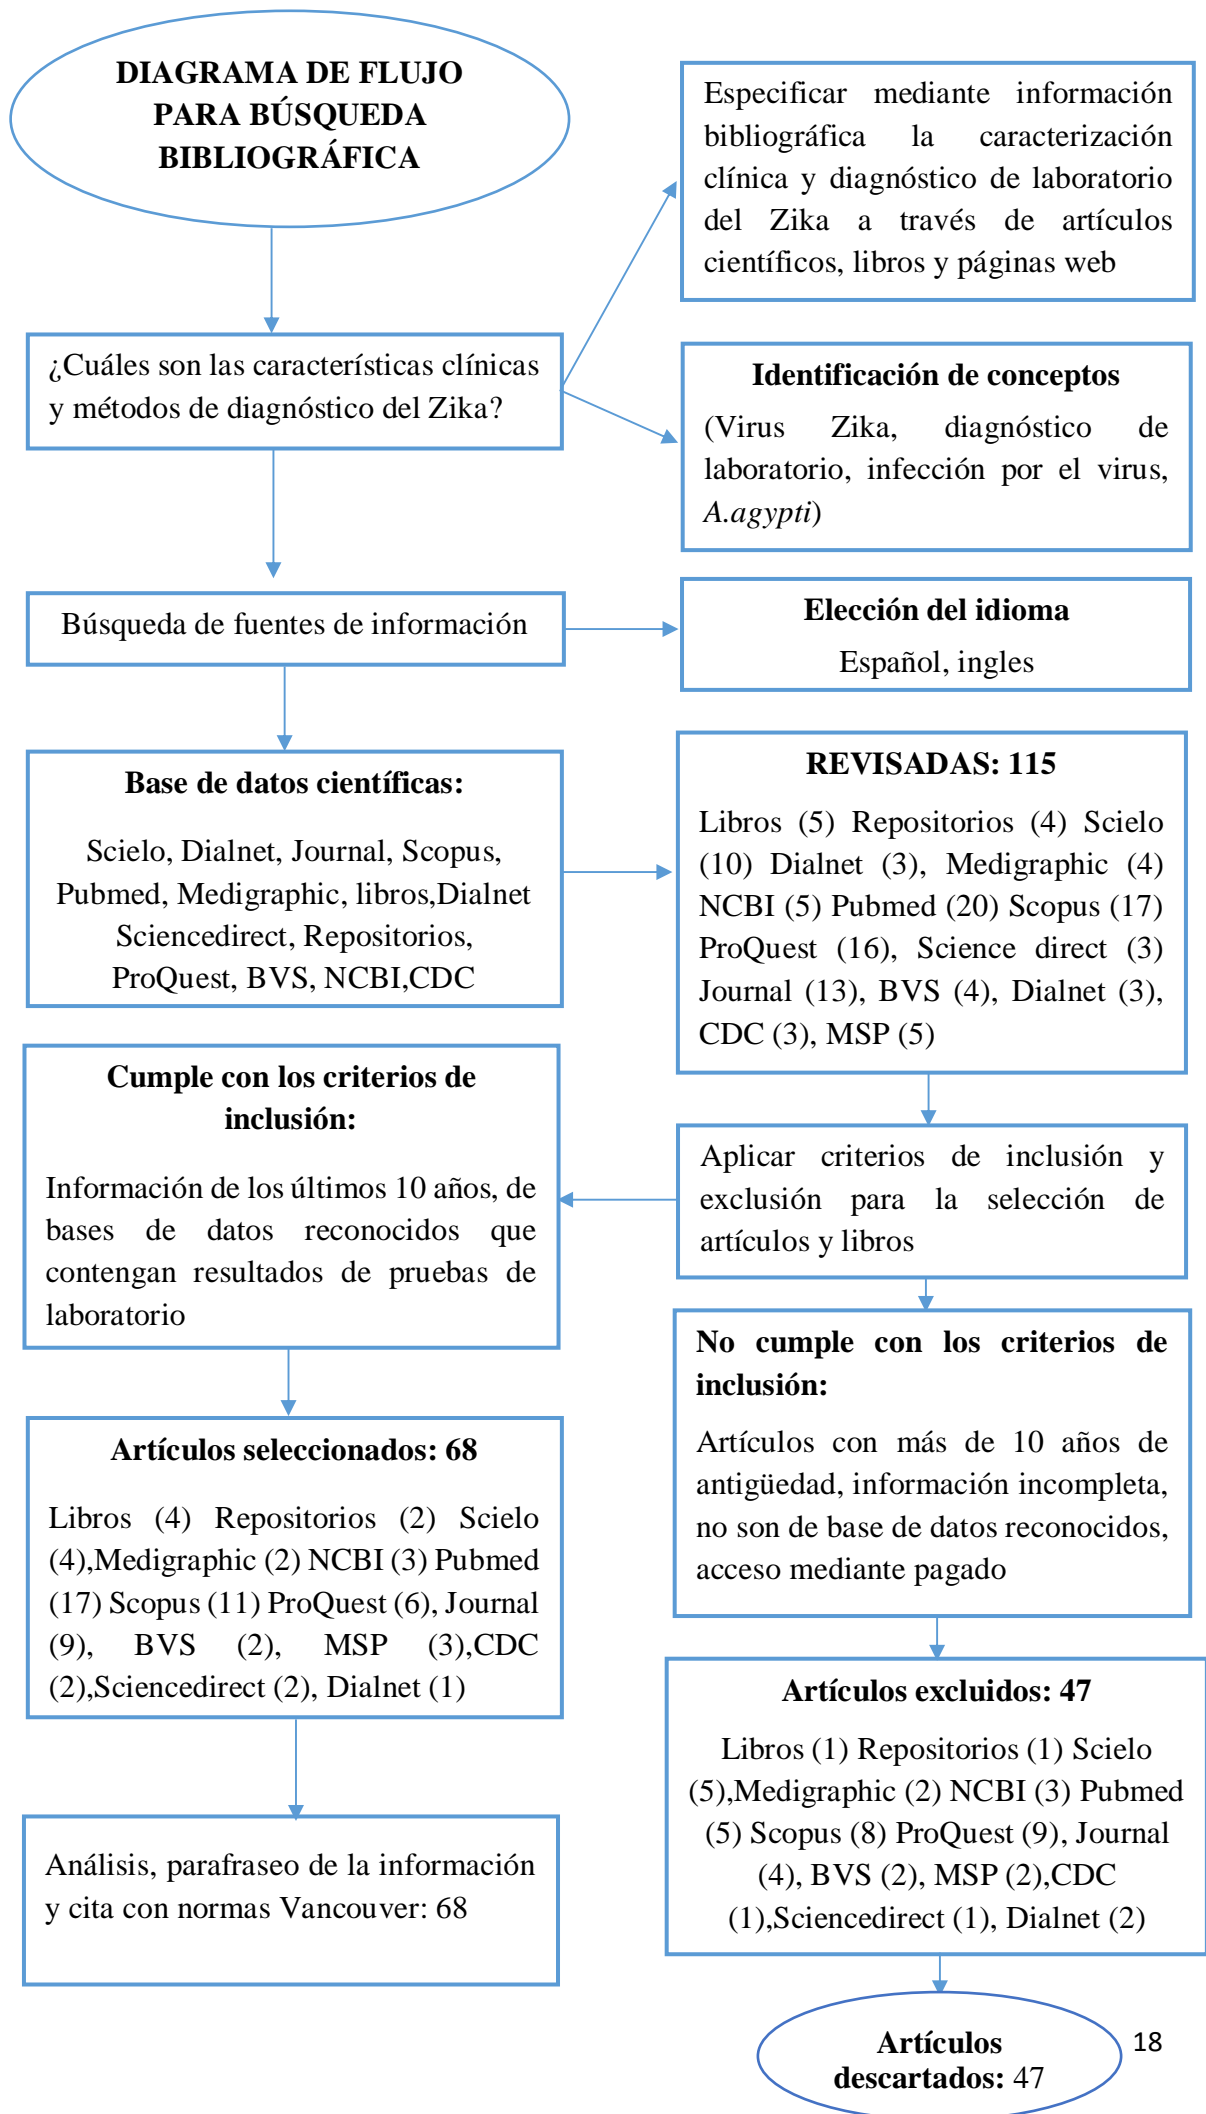 DIAGRAMA DE FLUJO
PARA BÚSQUEDA
BIBLIOGRÁFICA
Especificar mediante información
bibliográfica la caracterización
clínica y diagnóstico de laboratorio
del Zika a través de artículos
científicos, libros y páginas web
¿Cuáles son las características clínicas
y métodos de diagnóstico del Zika?
Identificación de conceptos
(Virus Zika, diagnóstico de
laboratorio, infección por el virus,
A.agypti)
Búsqueda de fuentes de información
Elección del idioma
Español, ingles
Base de datos científicas:
Scielo, Dialnet, Journal, Scopus,
Pubmed, Medigraphic, libros,Dialnet
Sciencedirect, Repositorios,
ProQuest, BVS, NCBI,CDC
REVISADAS: 115
Libros (5) Repositorios (4) Scielo
(10) Dialnet (3), Medigraphic (4)
NCBI (5) Pubmed (20) Scopus (17)
ProQuest (16), Science direct (3)
Journal (13), BVS (4), Dialnet (3),
CDC (3), MSP (5)
Cumple con los criterios de
inclusión:
Información de los últimos 10 años, de
bases de datos reconocidos que
contengan resultados de pruebas de
laboratorio
Aplicar criterios de inclusión y
exclusión para la selección de
artículos y libros
No cumple con los criterios de
inclusión:
Artículos con más de 10 años de
antigüedad, información incompleta,
no son de base de datos reconocidos,
acceso mediante pagado
Artículos seleccionados: 68
Libros (4) Repositorios (2) Scielo
(4),Medigraphic (2) NCBI (3) Pubmed
(17) Scopus (11) ProQuest (6), Journal
(9), BVS (2), MSP (3),CDC
(2),Sciencedirect (2), Dialnet (1)
Artículos excluidos: 47
Libros (1) Repositorios (1) Scielo
(5),Medigraphic (2) NCBI (3) Pubmed
(5) Scopus (8) ProQuest (9), Journal
(4), BVS (2), MSP (2),CDC
(1),Sciencedirect (1), Dialnet (2)
Análisis, parafraseo de la información
y cita con normas Vancouver: 68
Artículos
descartados: 47
18